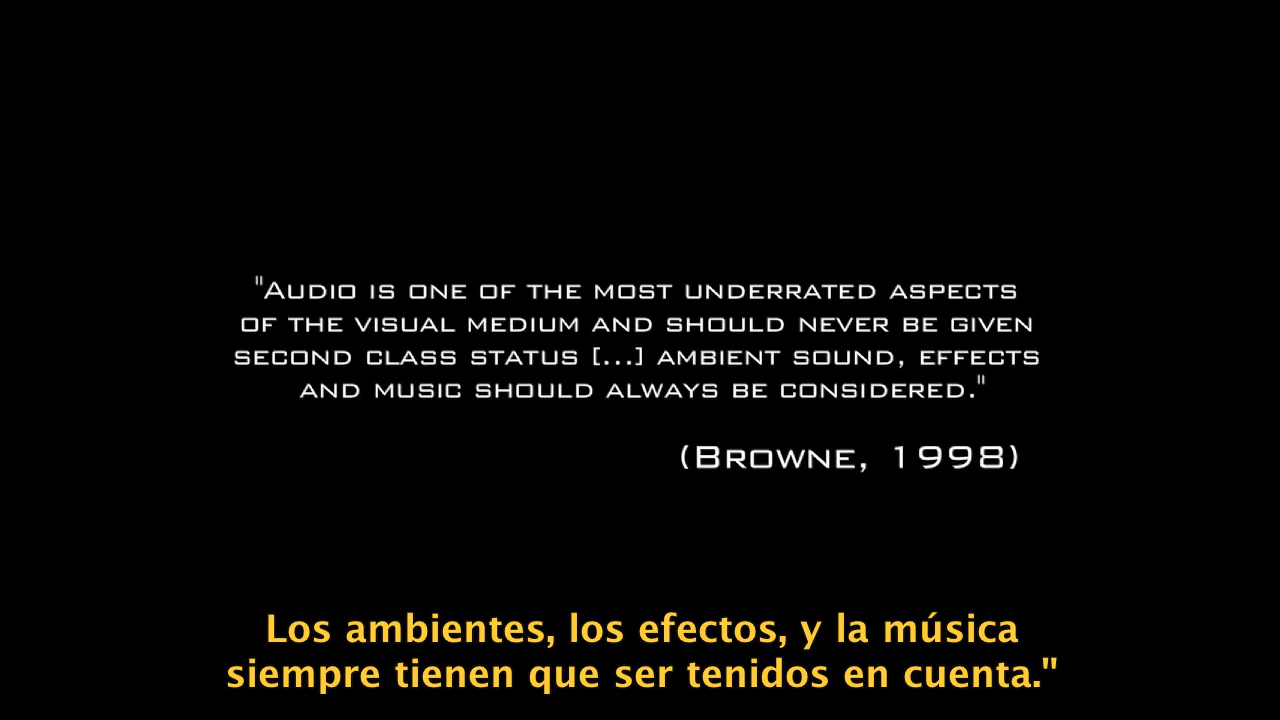 "Audio is one of the most underrated aspects
of the visual medium and should never be given
second class status [...] ambient sound, effects
and music should always be considered."
(Browne, 1998)
Los ambientes, los efectos, y la música
siempre tienen que ser tenidos en cuenta."